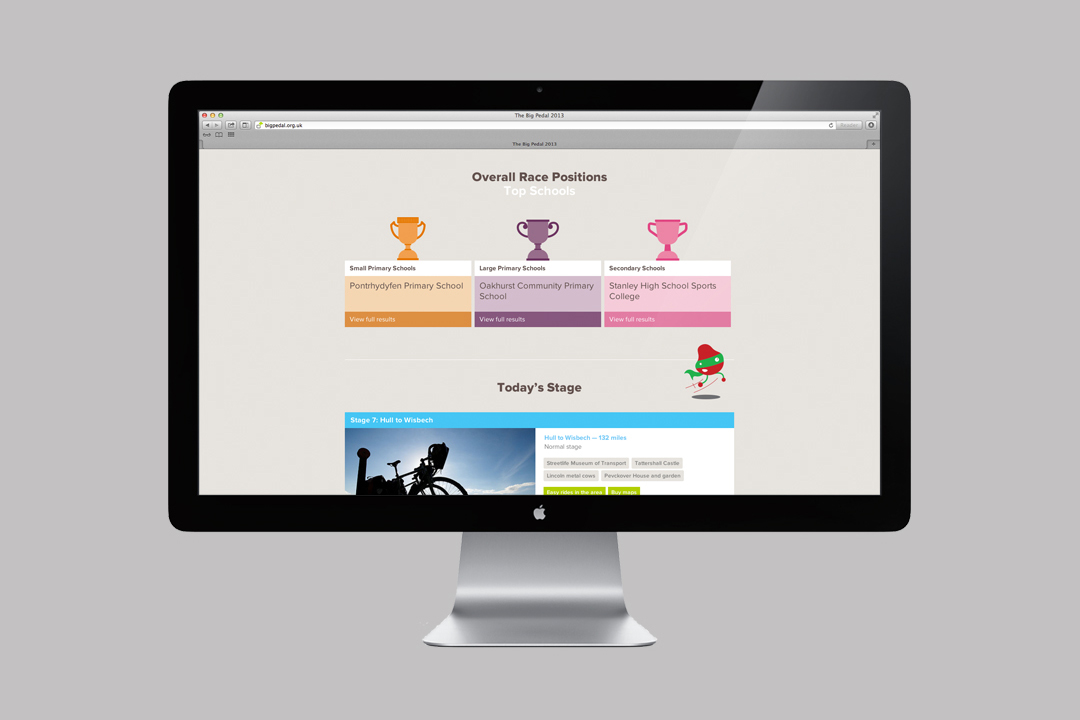 The Big Pedal 2013
bigpedal.org.uk
Reader
The Big Pedal 2013
Overall Race Positions
Top Schools
Small Primary Schools
Large Primary Schools
Secondary Schools
Pontrhydyfen Primary School
Oakhurst Community Primary
School
Stanley High School Sports
College
View full results
View full results
View full results
Today's Stage
Stage 7: Hull to Wisbech
Hull to Wisbech — 132 miles
Normal stage
Streetlife Museum of Transport
Tattershall Castle
Lincoln metal cows
Peckover House and garden
Easy rides in the area
Buy maps